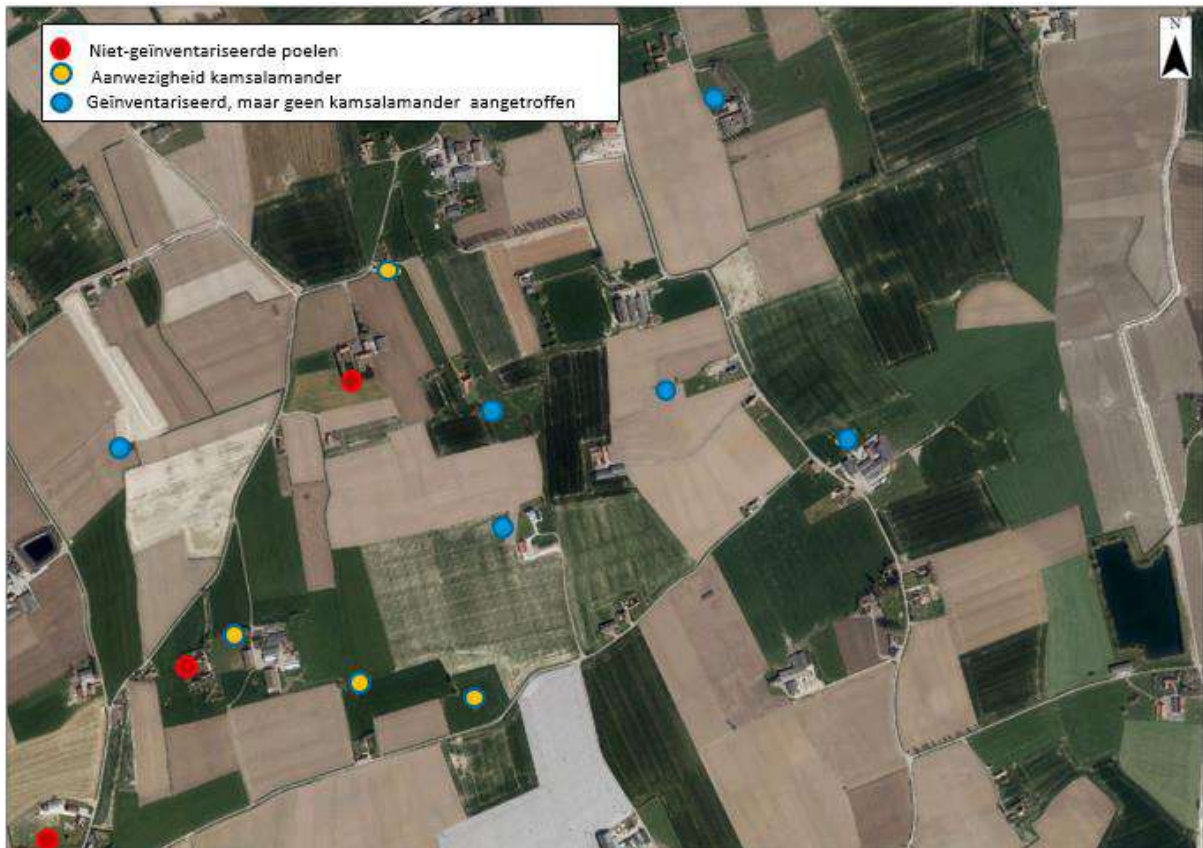 Niet-geïnventariseerde poelen
Aanwezigheid kamsalamander
Geïnventariseerd, maar geen kamsalamander aangetroffen
N